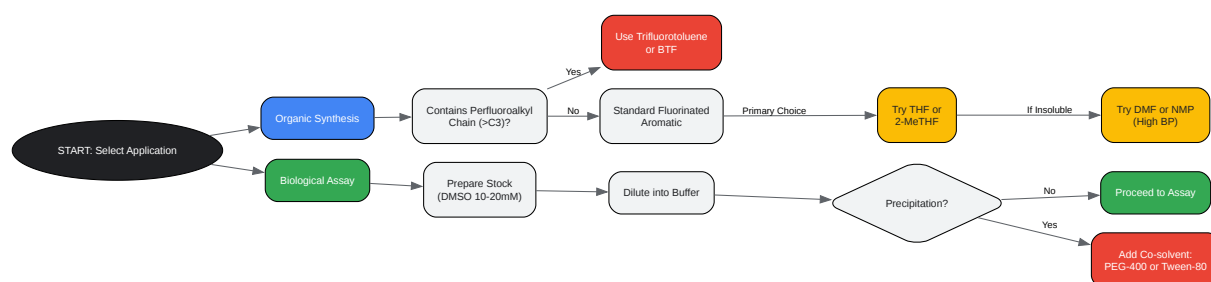 START: Select Application
Organic Synthesis
Contains Perfluoroalkyl
Chain (>C3)?
Yes
Use Trifluorotoluene
or BTF
No
Standard Fluorinated
Aromatic
Primary Choice
Try THF or
2-MeTHF
If Insoluble
Try DMF or NMP
(High BP)
Biological Assay
Prepare Stock
(DMSO 10-20mM)
Dilute into Buffer
Precipitation?
No
Proceed to Assay
Yes
Add Co-solvent:
PEG-400 or Tween-80